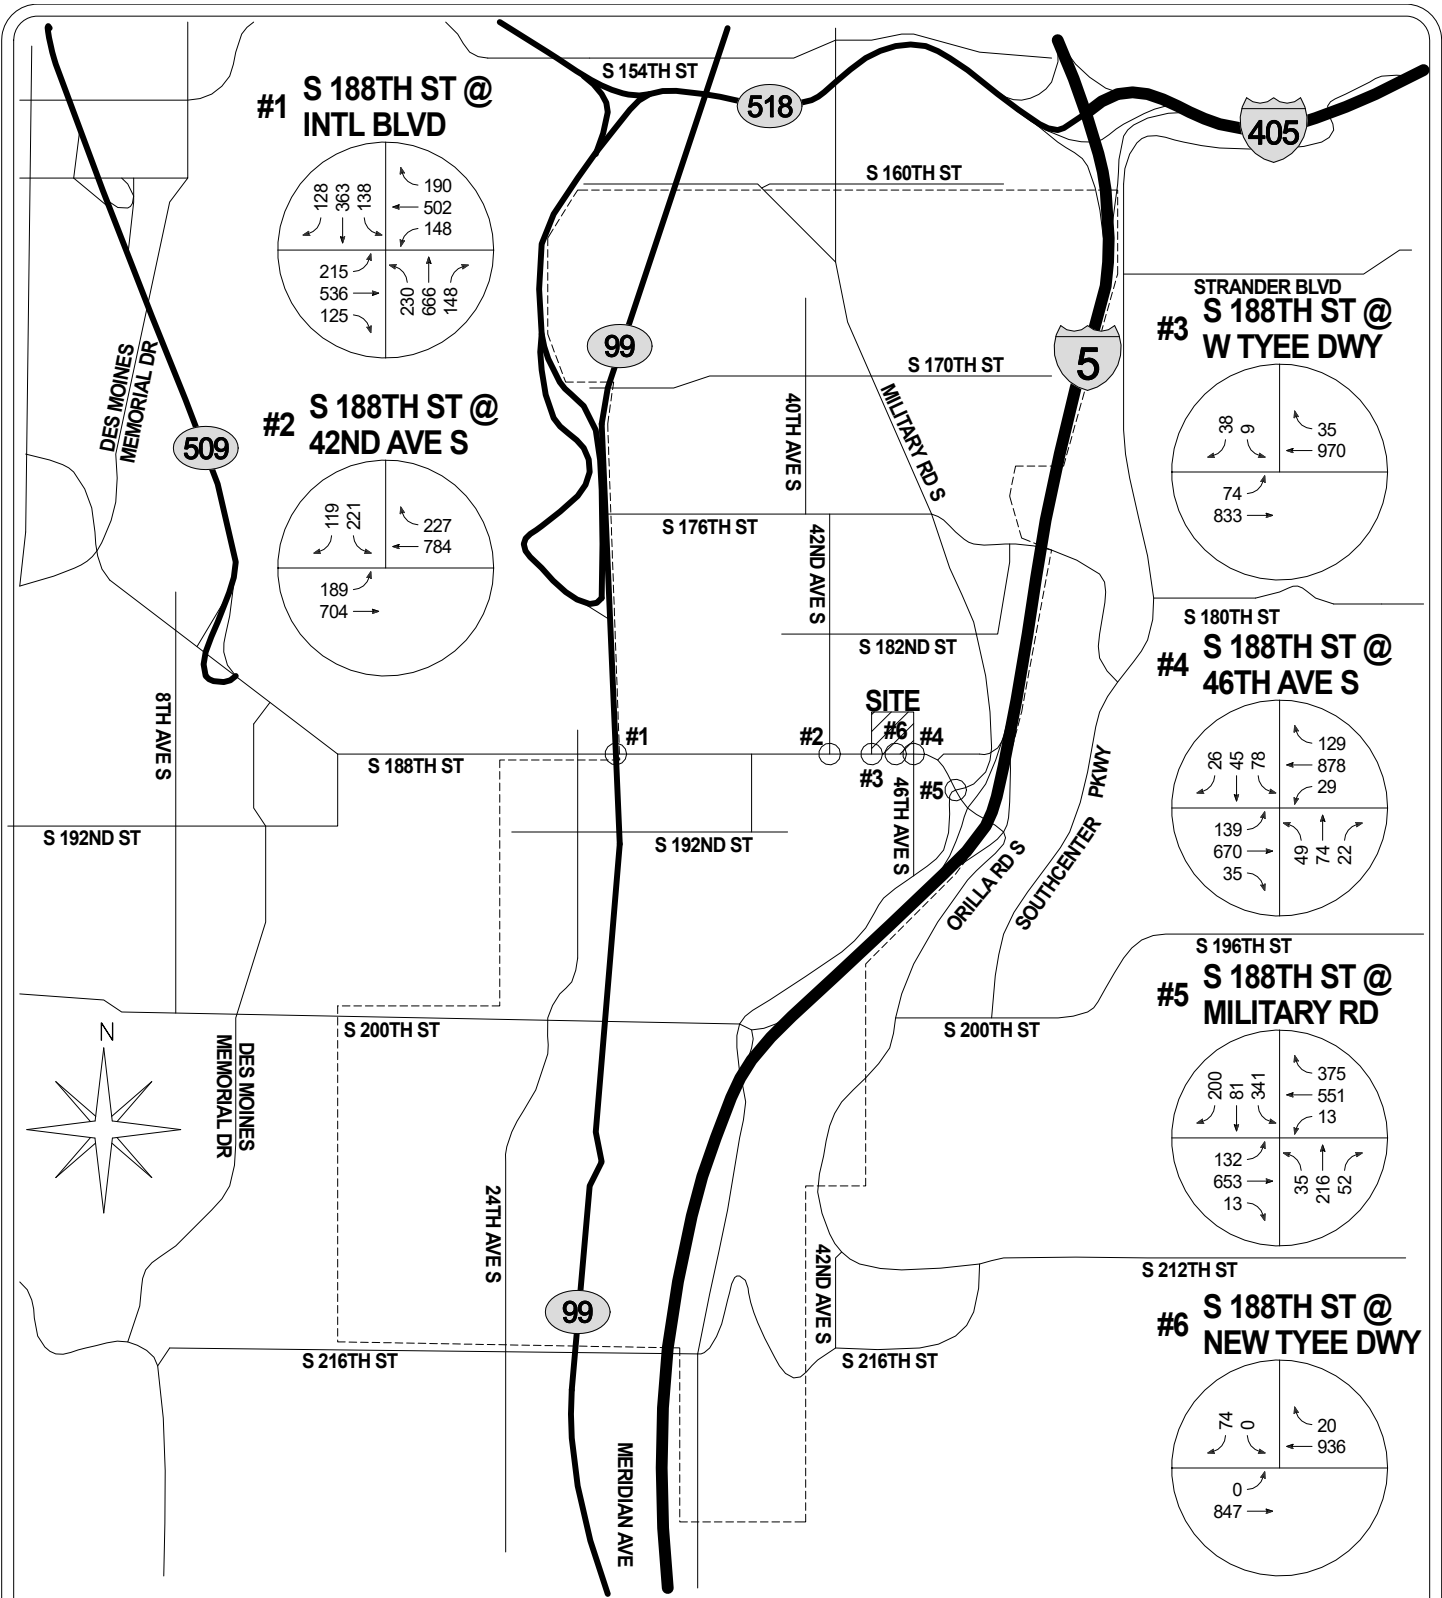 S 154TH ST
518
405
#1
S 188TH ST @
INTL BLVD
128
363
138
190
502
148
215
536
125
230
666
148
S 160TH ST
STRANDER BLVD
#3
S 188TH ST @
W TYEE DWY
38
9
35
970
74
833
99
5
S 170TH ST
DES MOINES
MEMORIAL DR
509
#2
S 188TH ST @
42ND AVE S
119
221
227
784
189
704
40TH AVE S
MILITARY RD S
S 176TH ST
42ND AVE S
S 182ND ST
S 180TH ST
#4
S 188TH ST @
46TH AVE S
26
45
78
129
878
29
139
670
35
49
74
22
8TH AVE S
SITE
#1
#2
#6
#4
#3
#5
S 188TH ST
46TH AVE S
S 192ND ST
S 192ND ST
ORILLA RD S
SOUTHCENTER PKWY
S 196TH ST
#5
S 188TH ST @
MILITARY RD
200
81
341
375
551
13
132
653
13
35
216
52
N
S 200TH ST
S 200TH ST
DES MOINES
MEMORIAL DR
24TH AVE S
42ND AVE S
S 212TH ST
99
S 216TH ST
S 216TH ST
#6
S 188TH ST @
NEW TYEE DWY
74
0
20
936
0
847
MERIDIAN AVE